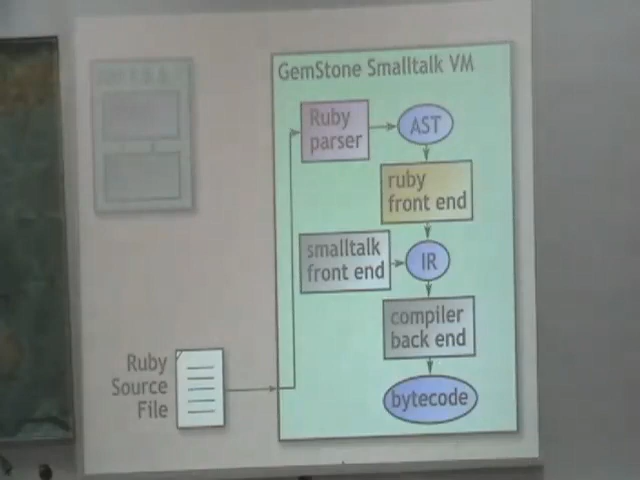 GemStone Smalltalk VM
Ruby
parser
AST
ruby
front end
smalltalk
front end
IR
compiler
back end
bytecode
Ruby
Source
File